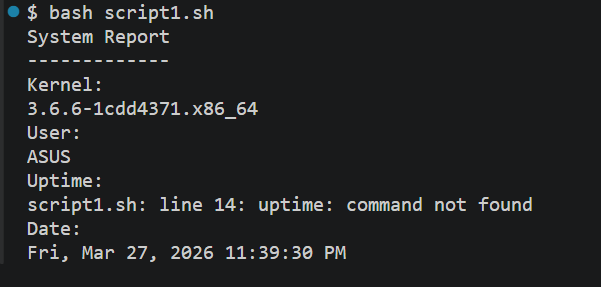 $ bash script1.sh
System Report
-------------
Kernel:
3.6.6-1cdd4371.x86_64
User:
ASUS
Uptime:
script1.sh: line 14: uptime: command not found
Date:
Fri, Mar 27, 2026 11:39:30 PM